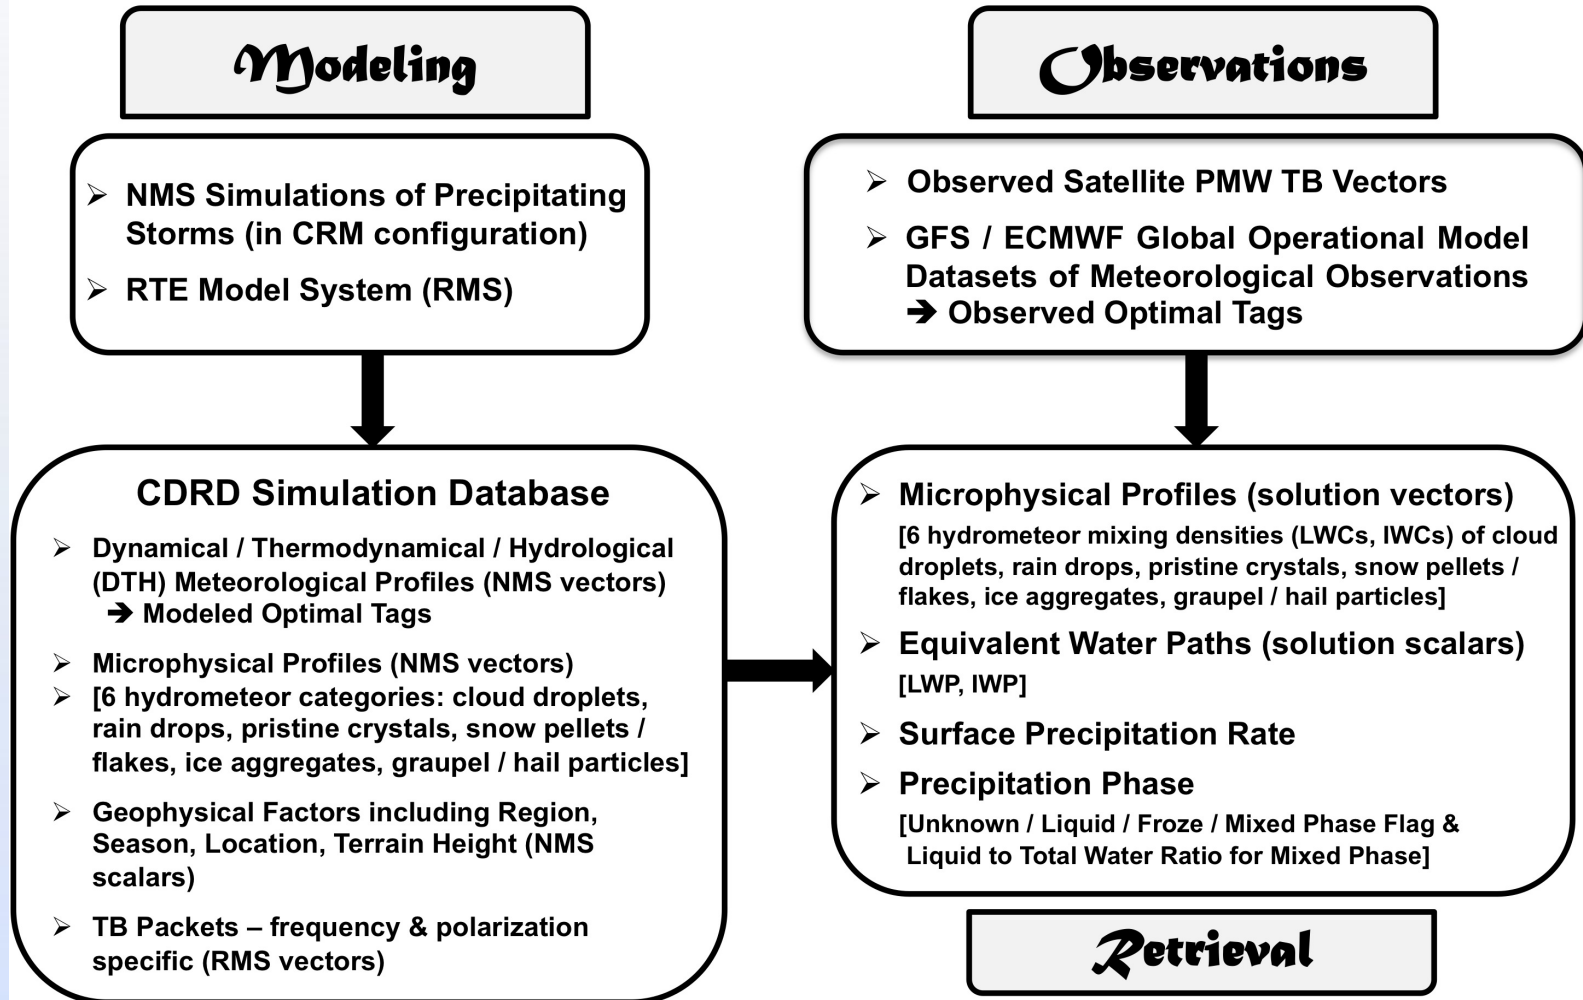 Modeling
➢ NMS Simulations of Precipitating
Storms (in CRM configuration)
➢ RTE Model System (RMS)
CDRD Simulation Database
➢ Dynamical / Thermodynamical / Hydrological
(DTH) Meteorological Profiles (NMS vectors)
➔ Modeled Optimal Tags
➢ Microphysical Profiles (NMS vectors)
➢ [6 hydrometeor categories: cloud droplets,
rain drops, pristine crystals, snow pellets /
flakes, ice aggregates, graupel / hail particles]
➢ Geophysical Factors including Region,
Season, Location, Terrain Height (NMS
scalars)
➢ TB Packets – frequency & polarization
specific (RMS vectors)
Observations
➢ Observed Satellite PMW TB Vectors
➢ GFS / ECMWF Global Operational Model
Datasets of Meteorological Observations
➔ Observed Optimal Tags
➢ Microphysical Profiles (solution vectors)
[6 hydrometeor mixing densities (LWCs, IWCs) of cloud
droplets, rain drops, pristine crystals, snow pellets /
flakes, ice aggregates, graupel / hail particles]
➢ Equivalent Water Paths (solution scalars)
[LWP, IWP]
➢ Surface Precipitation Rate
➢ Precipitation Phase
[Unknown / Liquid / Froze / Mixed Phase Flag &
Liquid to Total Water Ratio for Mixed Phase]
Retrieval